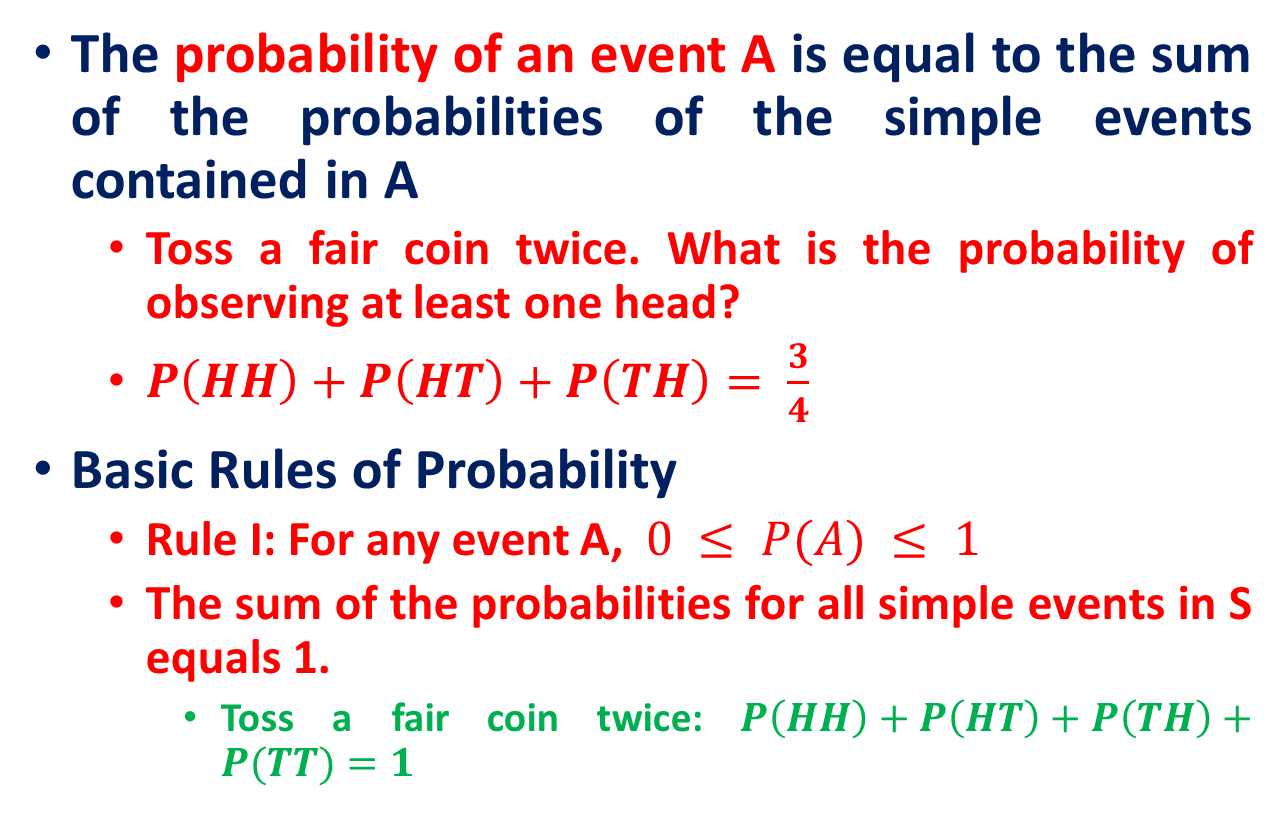 • The probability of an event A is equal to the sum
of the probabilities of the simple events
contained in A
• Toss a fair coin twice. What is the probability of
observing at least one head?
• P(HH) + P(HT) + P(TH) = 3/4
• Basic Rules of Probability
• Rule I: For any event A, 0 ≤ P(A) ≤ 1
• The sum of the probabilities for all simple events in S
equals 1.
• Toss a fair coin twice: P(HH) + P(HT) + P(TH) +
P(TT) = 1